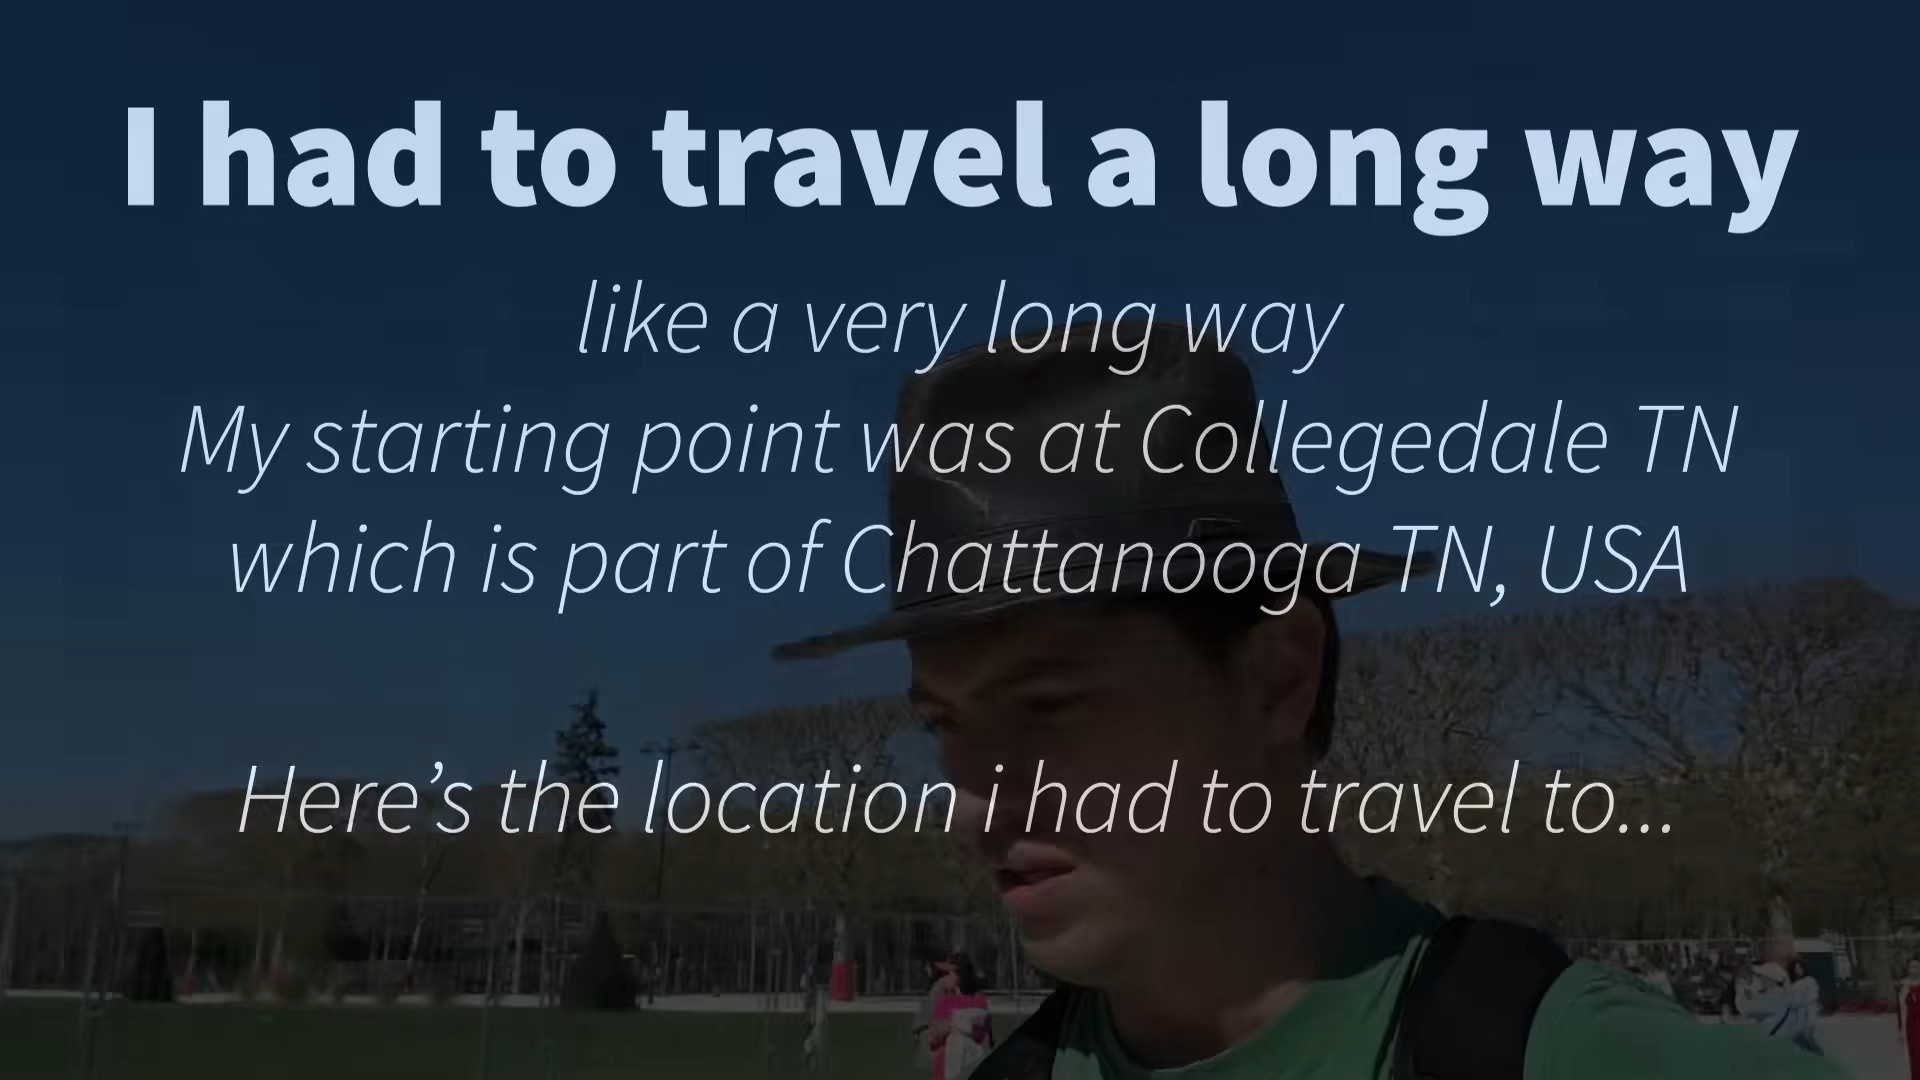 I had to travel a long way
like a very long way
My starting point was at Collegedale TN
which is part of Chattanooga TN, USA
Here’s the location i had to travel to...